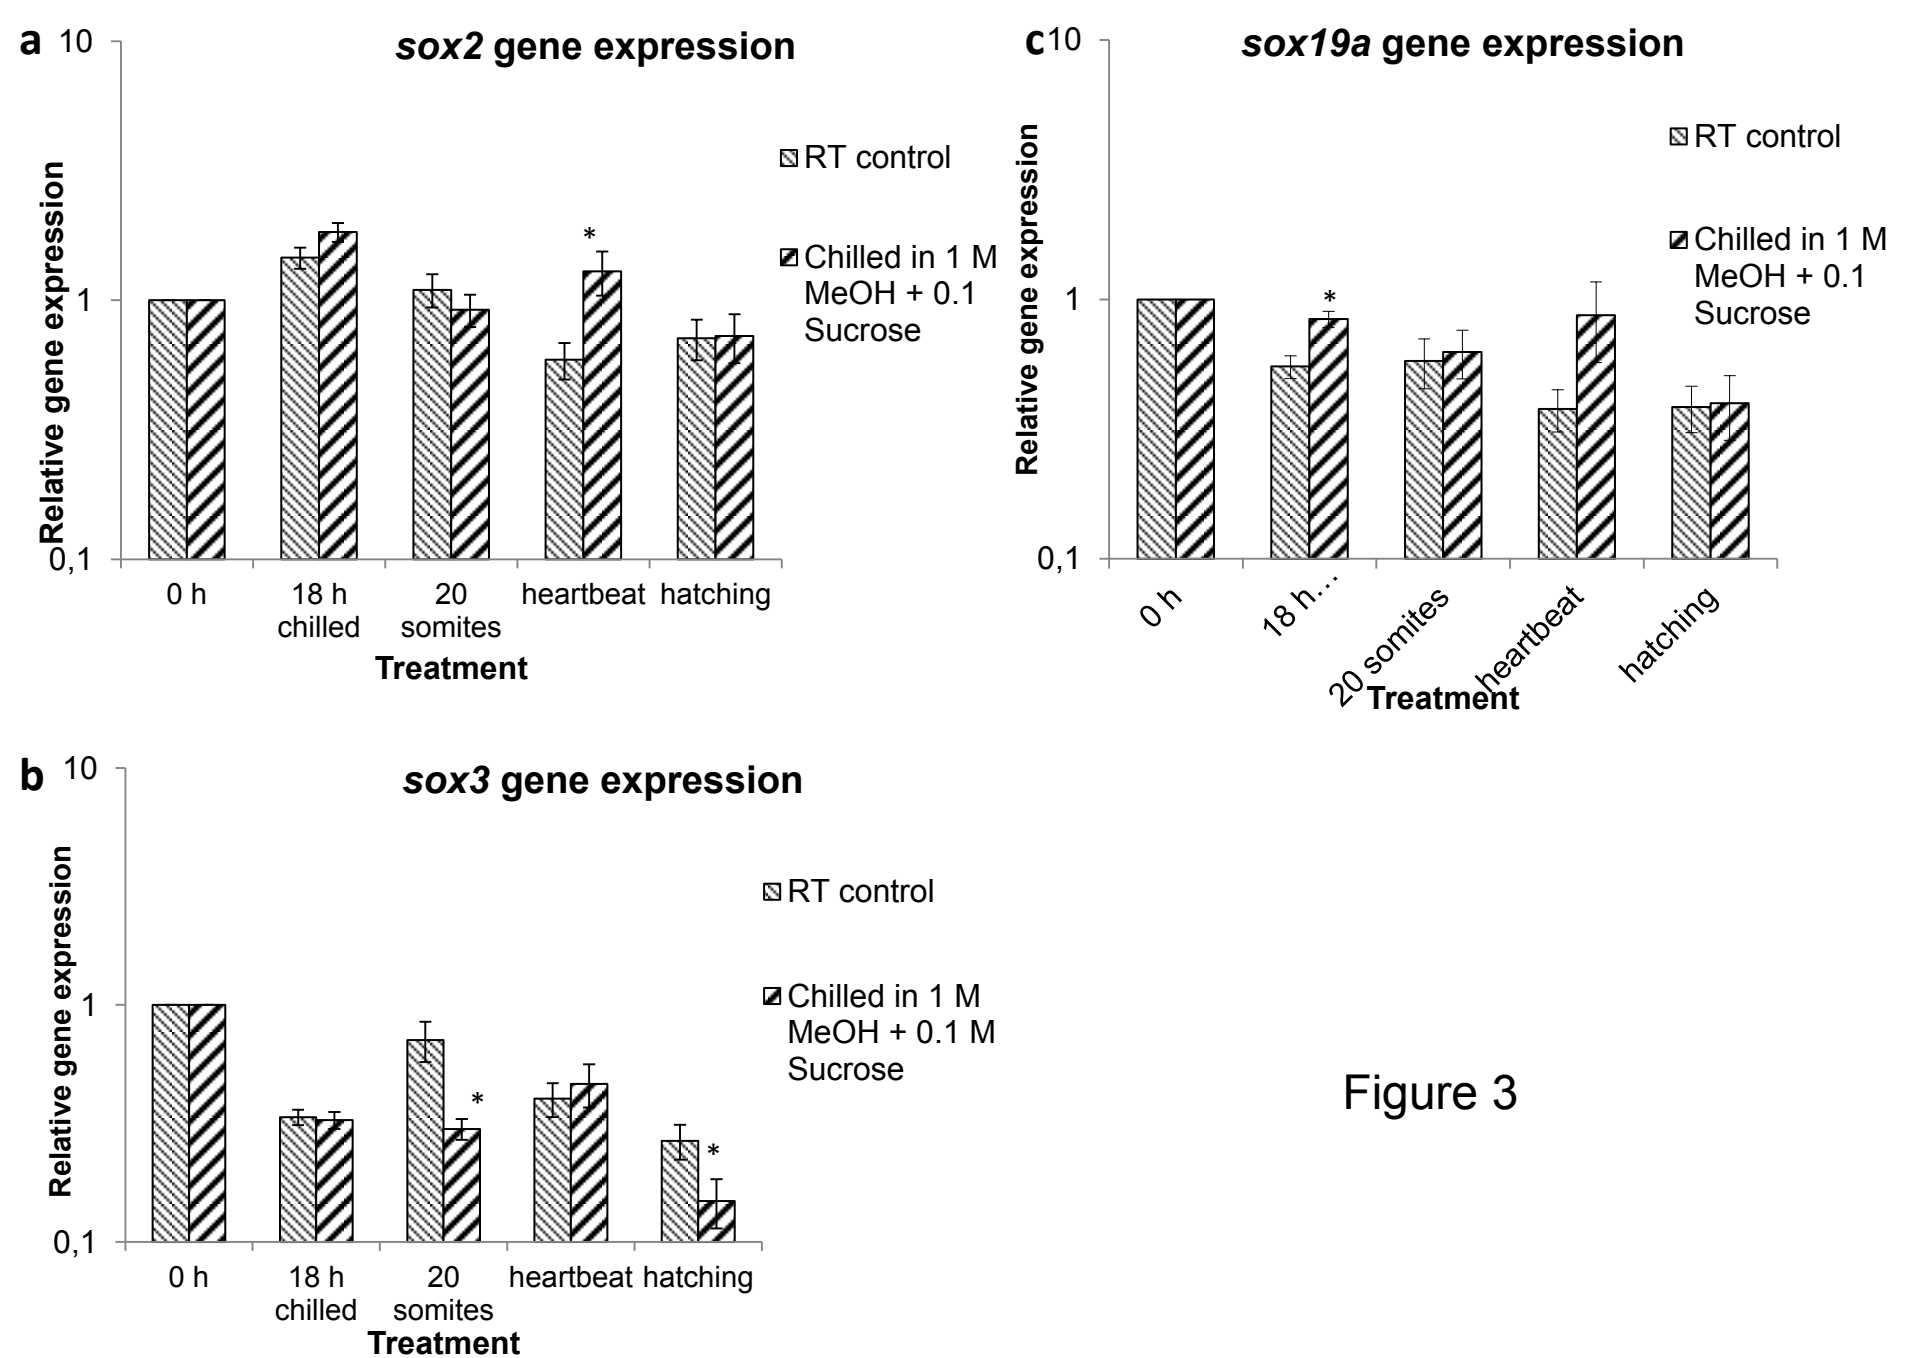 a
sox2 gene expression
10
1
0,1
Relative gene expression
RT control
Chilled in 1 M
MeOH + 0.1
Sucrose
*
0 h
18 h
chilled
20
somites
heartbeat
hatching
Treatment
c
sox19a gene expression
10
1
0,1
Relative gene expression
RT control
Chilled in 1 M
MeOH + 0.1
Sucrose
*
0 h
18 h…
20 somites
heartbeat
hatching
Treatment
b
sox3 gene expression
10
1
0,1
Relative gene expression
RT control
Chilled in 1 M
MeOH + 0.1 M
Sucrose
*
*
0 h
18 h
chilled
20
somites
heartbeat
hatching
Treatment
Figure 3